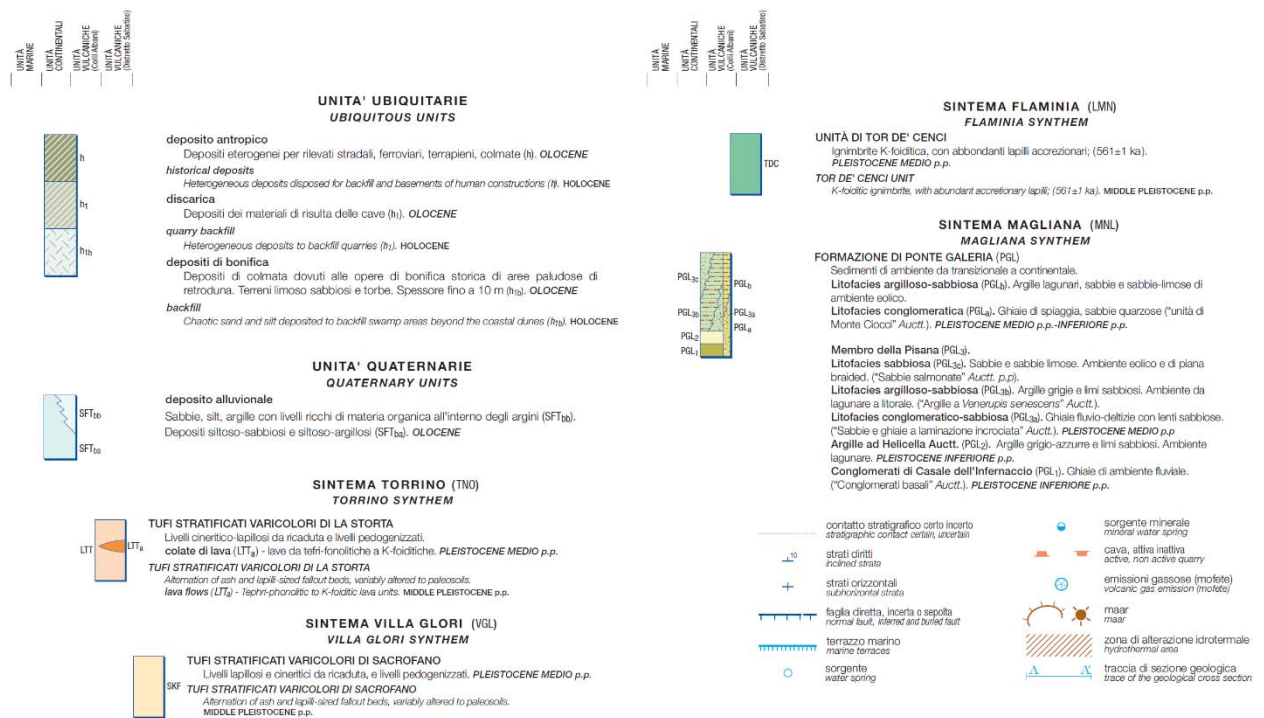 UNITÀ MARINE
UNITÀ CONTINENTALI
UNITÀ VULCANICHE (Colli Albani)
UNITÀ VULCANICHE (Distretto Sabatino)
UNITA' UBIQUITARIE
UBIQUITOUS UNITS
h
h1
h1b
deposito antropico
Depositi eterogenei per rilevati stradali, ferroviari, terrapieni, colmate (h). OLOCENE
historical deposits
Heterogeneous deposits disposed for backfill and basements of human constructions (h). HOLOCENE
discarica
Depositi dei materiali di risulta delle cave (h1). OLOCENE
quarry backfill
Heterogeneous deposits to backfill quarries (h1). HOLOCENE
depositi di bonifica
Depositi di colmata dovuti alle opere di bonifica storica di aree paludose di
retroduna. Terreni limoso sabbiosi e torbe. Spessore fino a 10 m (h1b). OLOCENE
backfill
Chaotic sand and silt deposited to backfill swamp areas beyond the coastal dunes (h1b). HOLOCENE
UNITA' QUATERNARIE
QUATERNARY UNITS
SFTbb
SFTba
deposito alluvionale
Sabbie, silt, argille con livelli ricchi di materia organica all'interno degli argini (SFTbb).
Depositi siltoso-sabbiosi e siltoso-argillosi (SFTba). OLOCENE
SINTEMA TORRINO (TNO)
TORRINO SYNTHEM
LTT
LTTa
TUFI STRATIFICATI VARICOLORI DI LA STORTA
Livelli cineritico-lapillosi da ricaduta e livelli pedogenizzati.
colate di lava (LTTa) - lave da tefri-fonolitiche a K-foiditiche. PLEISTOCENE MEDIO p.p.
TUFI STRATIFICATI VARICOLORI DI LA STORTA
Alternation of ash and lapilli-sized fallout beds, variably altered to paleosoils.
lava flows (LTTa) - Tephri-phonolitic to K-foiditic lava units. MIDDLE PLEISTOCENE p.p.
SINTEMA VILLA GLORI (VGL)
VILLA GLORI SYNTHEM
SKF
TUFI STRATIFICATI VARICOLORI DI SACROFANO
Livelli lapillosi e cineritici da ricaduta, e livelli pedogenizzati. PLEISTOCENE MEDIO p.p.
TUFI STRATIFICATI VARICOLORI DI SACROFANO
Alternation of ash and lapilli-sized fallout beds, variably altered to paleosoils.
MIDDLE PLEISTOCENE p.p.
UNITÀ MARINE
UNITÀ CONTINENTALI
UNITÀ VULCANICHE (Colli Albani)
UNITÀ VULCANICHE (Distretto Sabatino)
SINTEMA FLAMINIA (LMN)
FLAMINIA SYNTHEM
TDC
UNITÀ DI TOR DE' CENCI
Ignimbrite K-foiditica, con abbondanti lapilli accrezionari; (561±1 ka).
PLEISTOCENE MEDIO p.p.
TOR DE' CENCI UNIT
K-foiditic ignimbrite, with abundant accretionary lapilli; (561±1 ka). MIDDLE PLEISTOCENE p.p.
SINTEMA MAGLIANA (MNL)
MAGLIANA SYNTHEM
PGL3c
PGLb
PGL3b
PGL3a
PGLa
PGL2
PGL1
FORMAZIONE DI PONTE GALERIA (PGL)
Sedimenti di ambiente da transizionale a continentale.
Litofacies argilloso-sabbiosa (PGLb). Argille lagunari, sabbie e sabbie-limose di
ambiente eolico.
Litofacies conglomeratica (PGLa). Ghiaie di spiaggia, sabbie quarzose ("unità di
Monte Ciocci" Auctt.). PLEISTOCENE MEDIO p.p.-INFERIORE p.p.
Membro della Pisana (PGL3).
Litofacies sabbiosa (PGL3c). Sabbie e sabbie limose. Ambiente eolico e di piana
braided. ("Sabbie salmonate" Auctt. p.p).
Litofacies argilloso-sabbiosa (PGL3b). Argille grigie e limi sabbiosi. Ambiente da
lagunare a litorale. ("Argille a Venerupis senescens" Auctt.).
Litofacies conglomeratico-sabbiosa (PGL3a). Ghiaie fluvio-deltizie con lenti sabbiose.
("Sabbie e ghiaie a laminazione incrociata" Auctt.). PLEISTOCENE MEDIO p.p
Argille ad Helicella Auctt. (PGL2). Argille grigio-azzurre e limi sabbiosi. Ambiente
lagunare. PLEISTOCENE INFERIORE p.p.
Conglomerati di Casale dell'Infernaccio (PGL1). Ghiaie di ambiente fluviale.
("Conglomerati basali" Auctt.). PLEISTOCENE INFERIORE p.p.
contatto stratigrafico certo incerto
stratigraphic contact certain, uncertain
10
strati diritti
inclined strata
strati orizzontali
subhorizontal strata
faglia diretta, incerta o sepolta
normal fault, inferred and buried fault
terrazzo marino
marine terraces
sorgente
water spring
sorgente minerale
mineral water spring
cava, attiva inattiva
active, non active quarry
emissioni gassose (mofete)
volcanic gas emission (mofete)
maar
maar
zona di alterazione idrotermale
hydrothermal area
A A'
traccia di sezione geologica
trace of the geological cross section